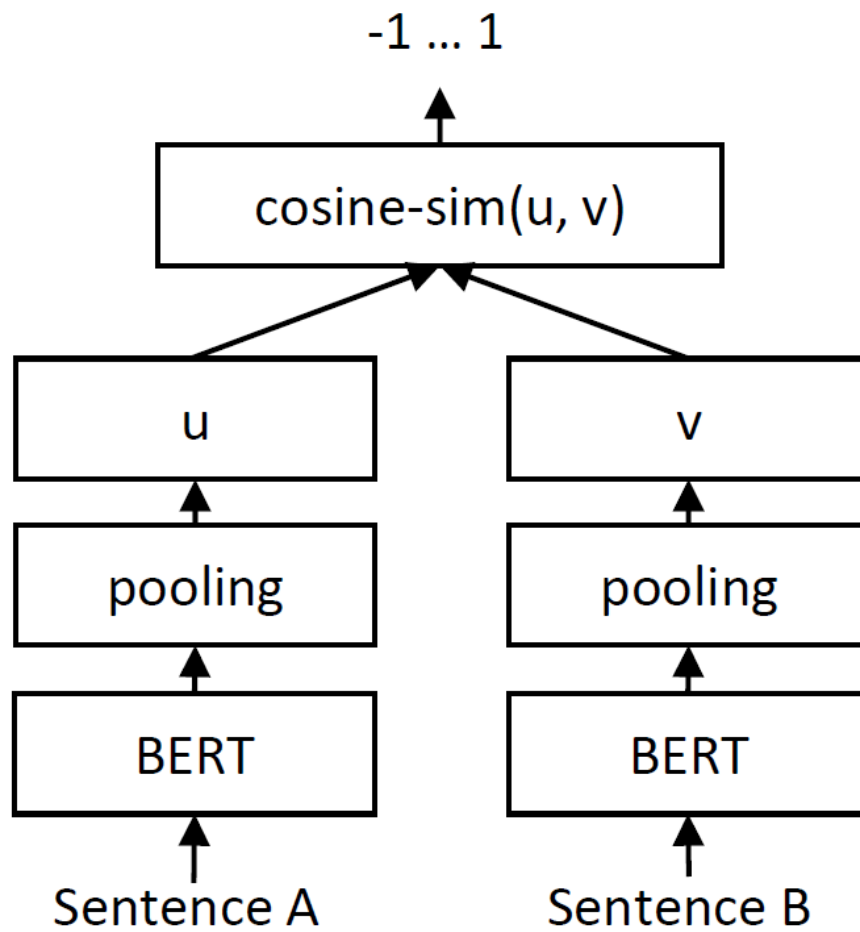 -1 ... 1
cosine-sim(u, v)
u
v
pooling
pooling
BERT
BERT
Sentence A
Sentence B